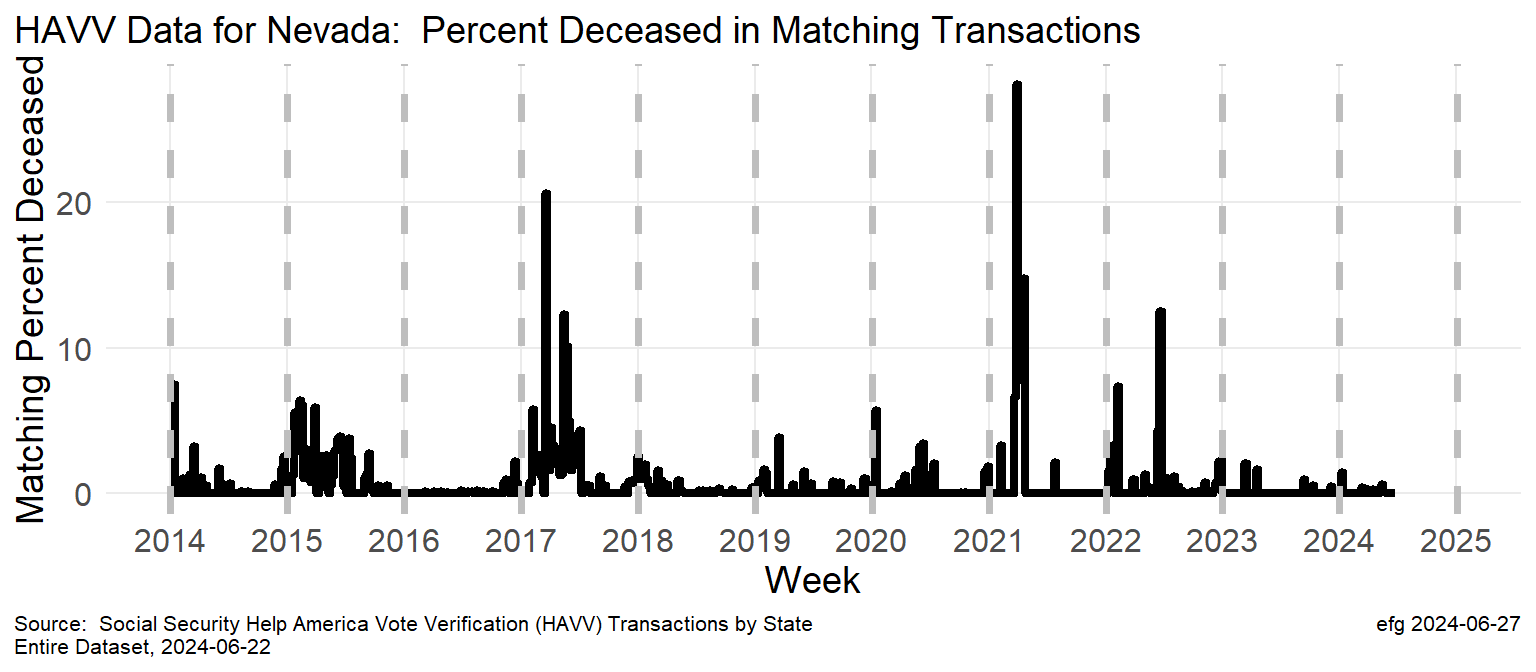 HAVV Data for Nevada:  Percent Deceased in Matching Transactions
Matching Percent Deceased
20
10
0
2014 2015 2016 2017 2018 2019 2020 2021 2022 2023 2024 2025
Week
Source:  Social Security Help America Vote Verification (HAVV) Transactions by State
Entire Dataset, 2024-06-22
efg 2024-06-27